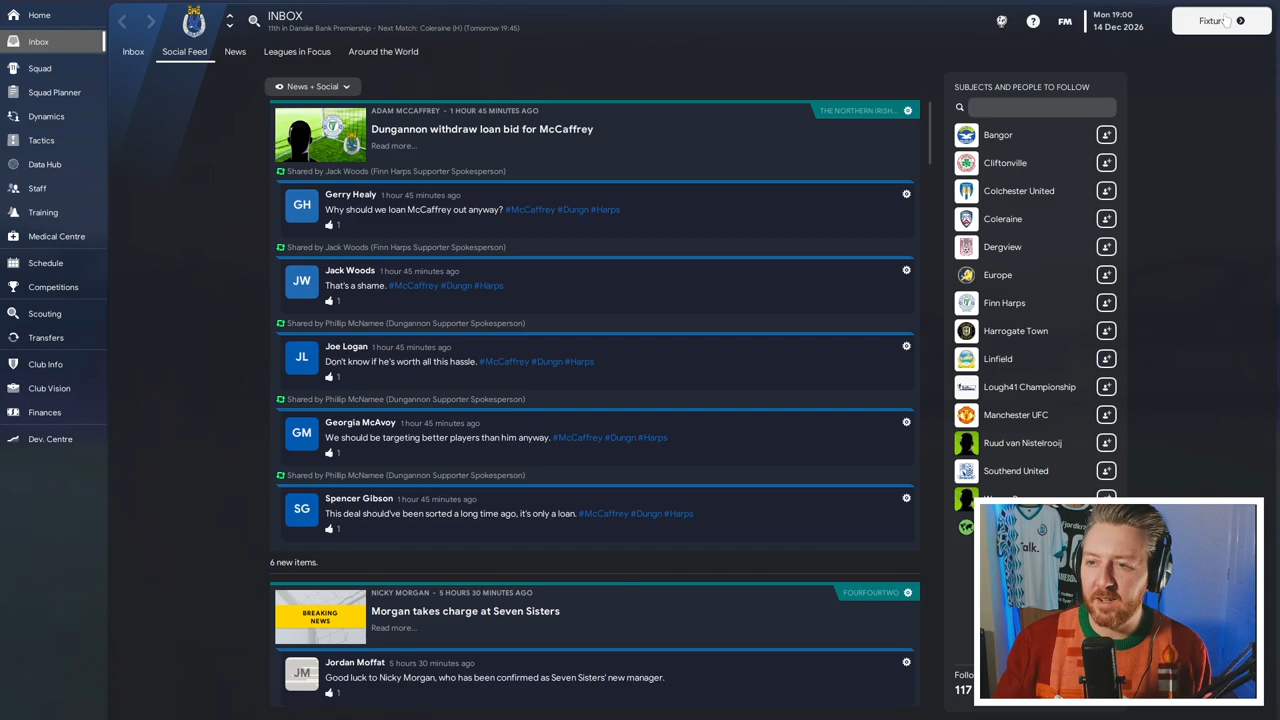 INBOX
11th in Danske Bank Premiership - Next Match: Coleraine (H) (Tomorrow 19:45)
FM
Mon 19:00
14 Dec 2026
Inbox
Social Feed
News
Leagues in Focus
Around the World
Home
Inbox
Squad
Squad Planner
Dynamics
Tactics
Data Hub
Staff
Training
Medical Centre
Schedule
Competitions
Scouting
Transfers
Club Info
Club Vision
Finances
Dev. Centre
News + Social
ADAM MCCAFFREY - 1 HOUR 45 MINUTES AGO
THE NORTHERN IRISH...
Dungannon withdraw loan bid for McCaffrey
Read more...
Shared by Jack Woods (Finn Harps Supporter Spokesperson)
GH
Gerry Healy 1 hour 45 minutes ago
Why should we loan McCaffrey out anyway? #McCaffrey #Dungn #Harps
1
Shared by Jack Woods (Finn Harps Supporter Spokesperson)
JW
Jack Woods 1 hour 45 minutes ago
That's a shame. #McCaffrey #Dungn #Harps
1
Shared by Phillip McNamee (Dungannon Supporter Spokesperson)
JL
Joe Logan 1 hour 45 minutes ago
Don't know if he's worth all this hassle. #McCaffrey #Dungn #Harps
1
Shared by Phillip McNamee (Dungannon Supporter Spokesperson)
GM
Georgia McAvoy 1 hour 45 minutes ago
We should be targeting better players than him anyway. #McCaffrey #Dungn #Harps
1
Shared by Phillip McNamee (Dungannon Supporter Spokesperson)
SG
Spencer Gibson 1 hour 45 minutes ago
This deal should've been sorted a long time ago, it's only a loan. #McCaffrey #Dungn #Harps
1
6 new items.
NICKY MORGAN - 5 HOURS 30 MINUTES AGO
FOURFOURTWO
BREAKING
NEWS
Morgan takes charge at Seven Sisters
Read more...
JM
Jordan Moffat 5 hours 30 minutes ago
Good luck to Nicky Morgan, who has been confirmed as Seven Sisters' new manager.
1
SUBJECTS AND PEOPLE TO FOLLOW
Bangor
Cliftonville
Colchester United
Coleraine
Dergview
Europe
Finn Harps
Harrogate Town
Linfield
Lough41 Championship
Manchester UFC
Ruud van Nistelrooij
Southend United
117
Talk.